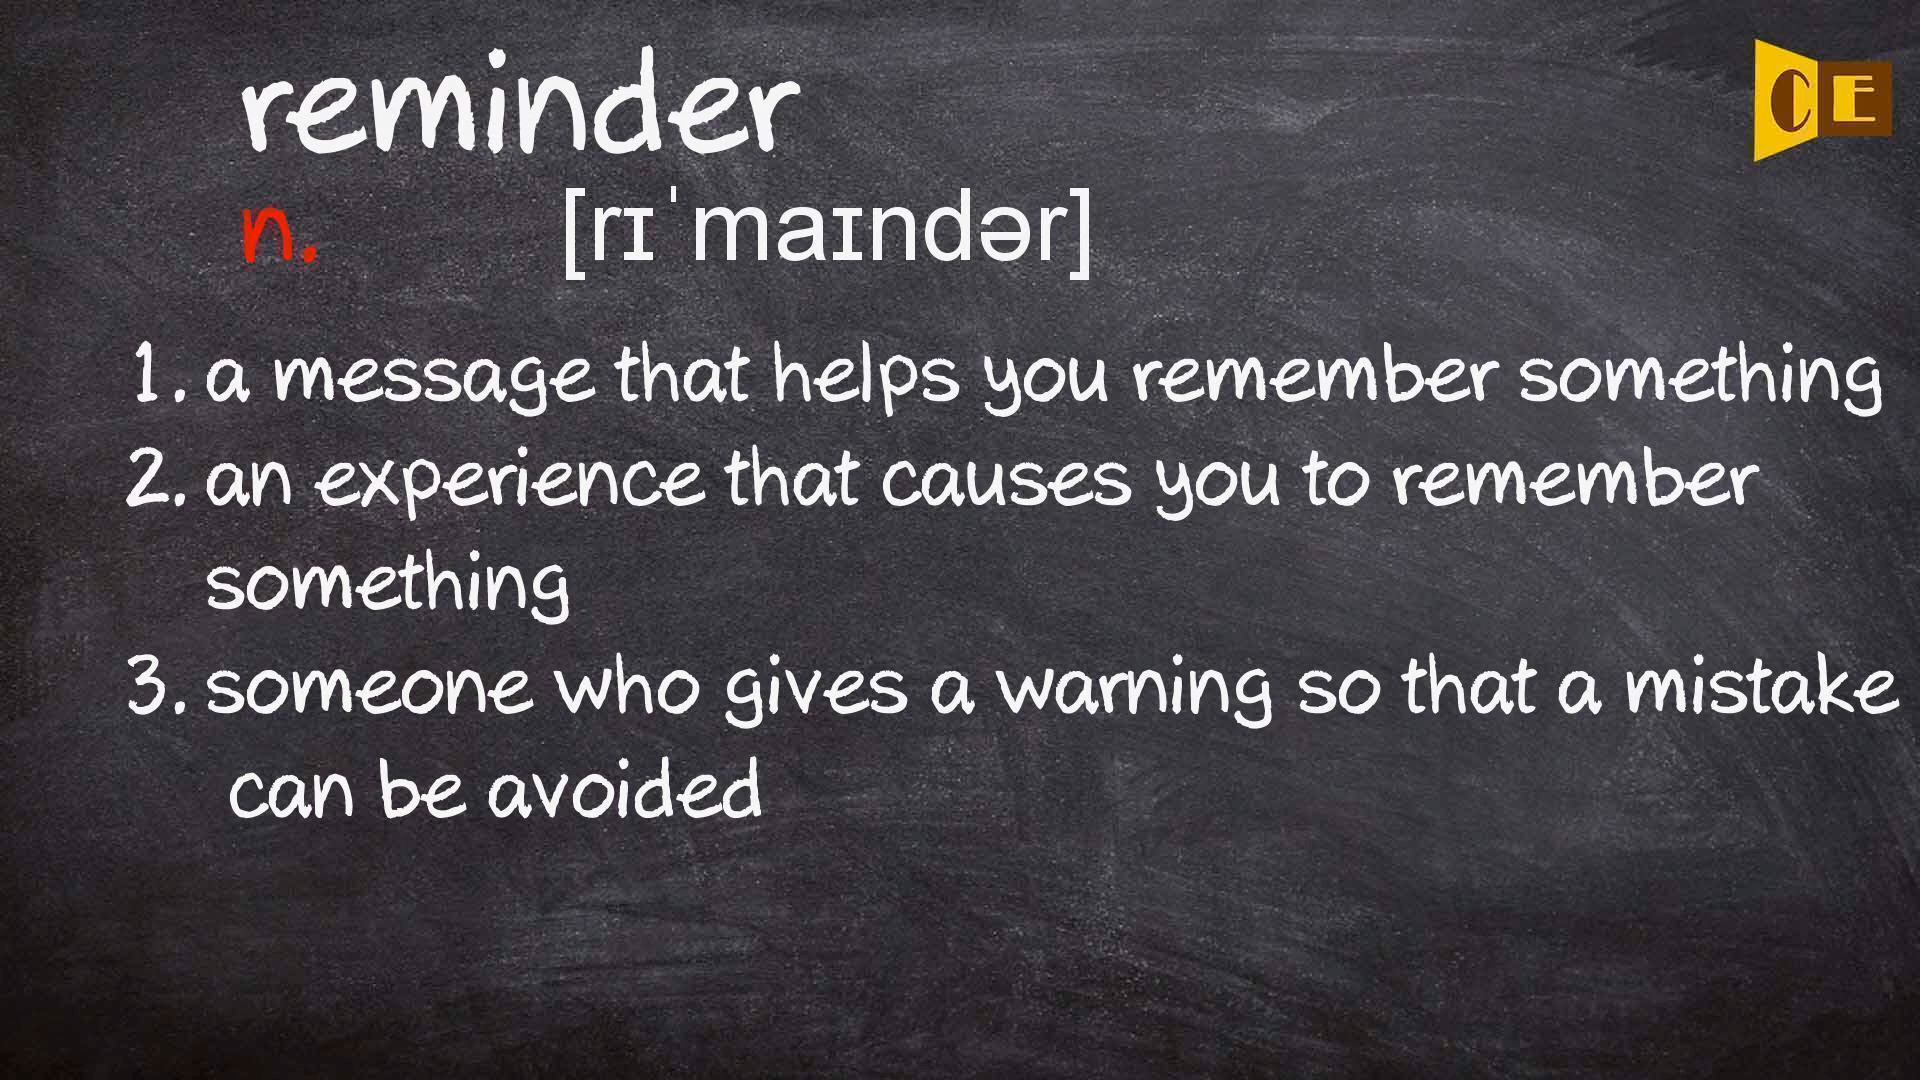 reminder
CE
n. [rɪˈmaɪndər]
1. a message that helps you remember something
2. an experience that causes you to remember
something
3. someone who gives a warning so that a mistake
can be avoided